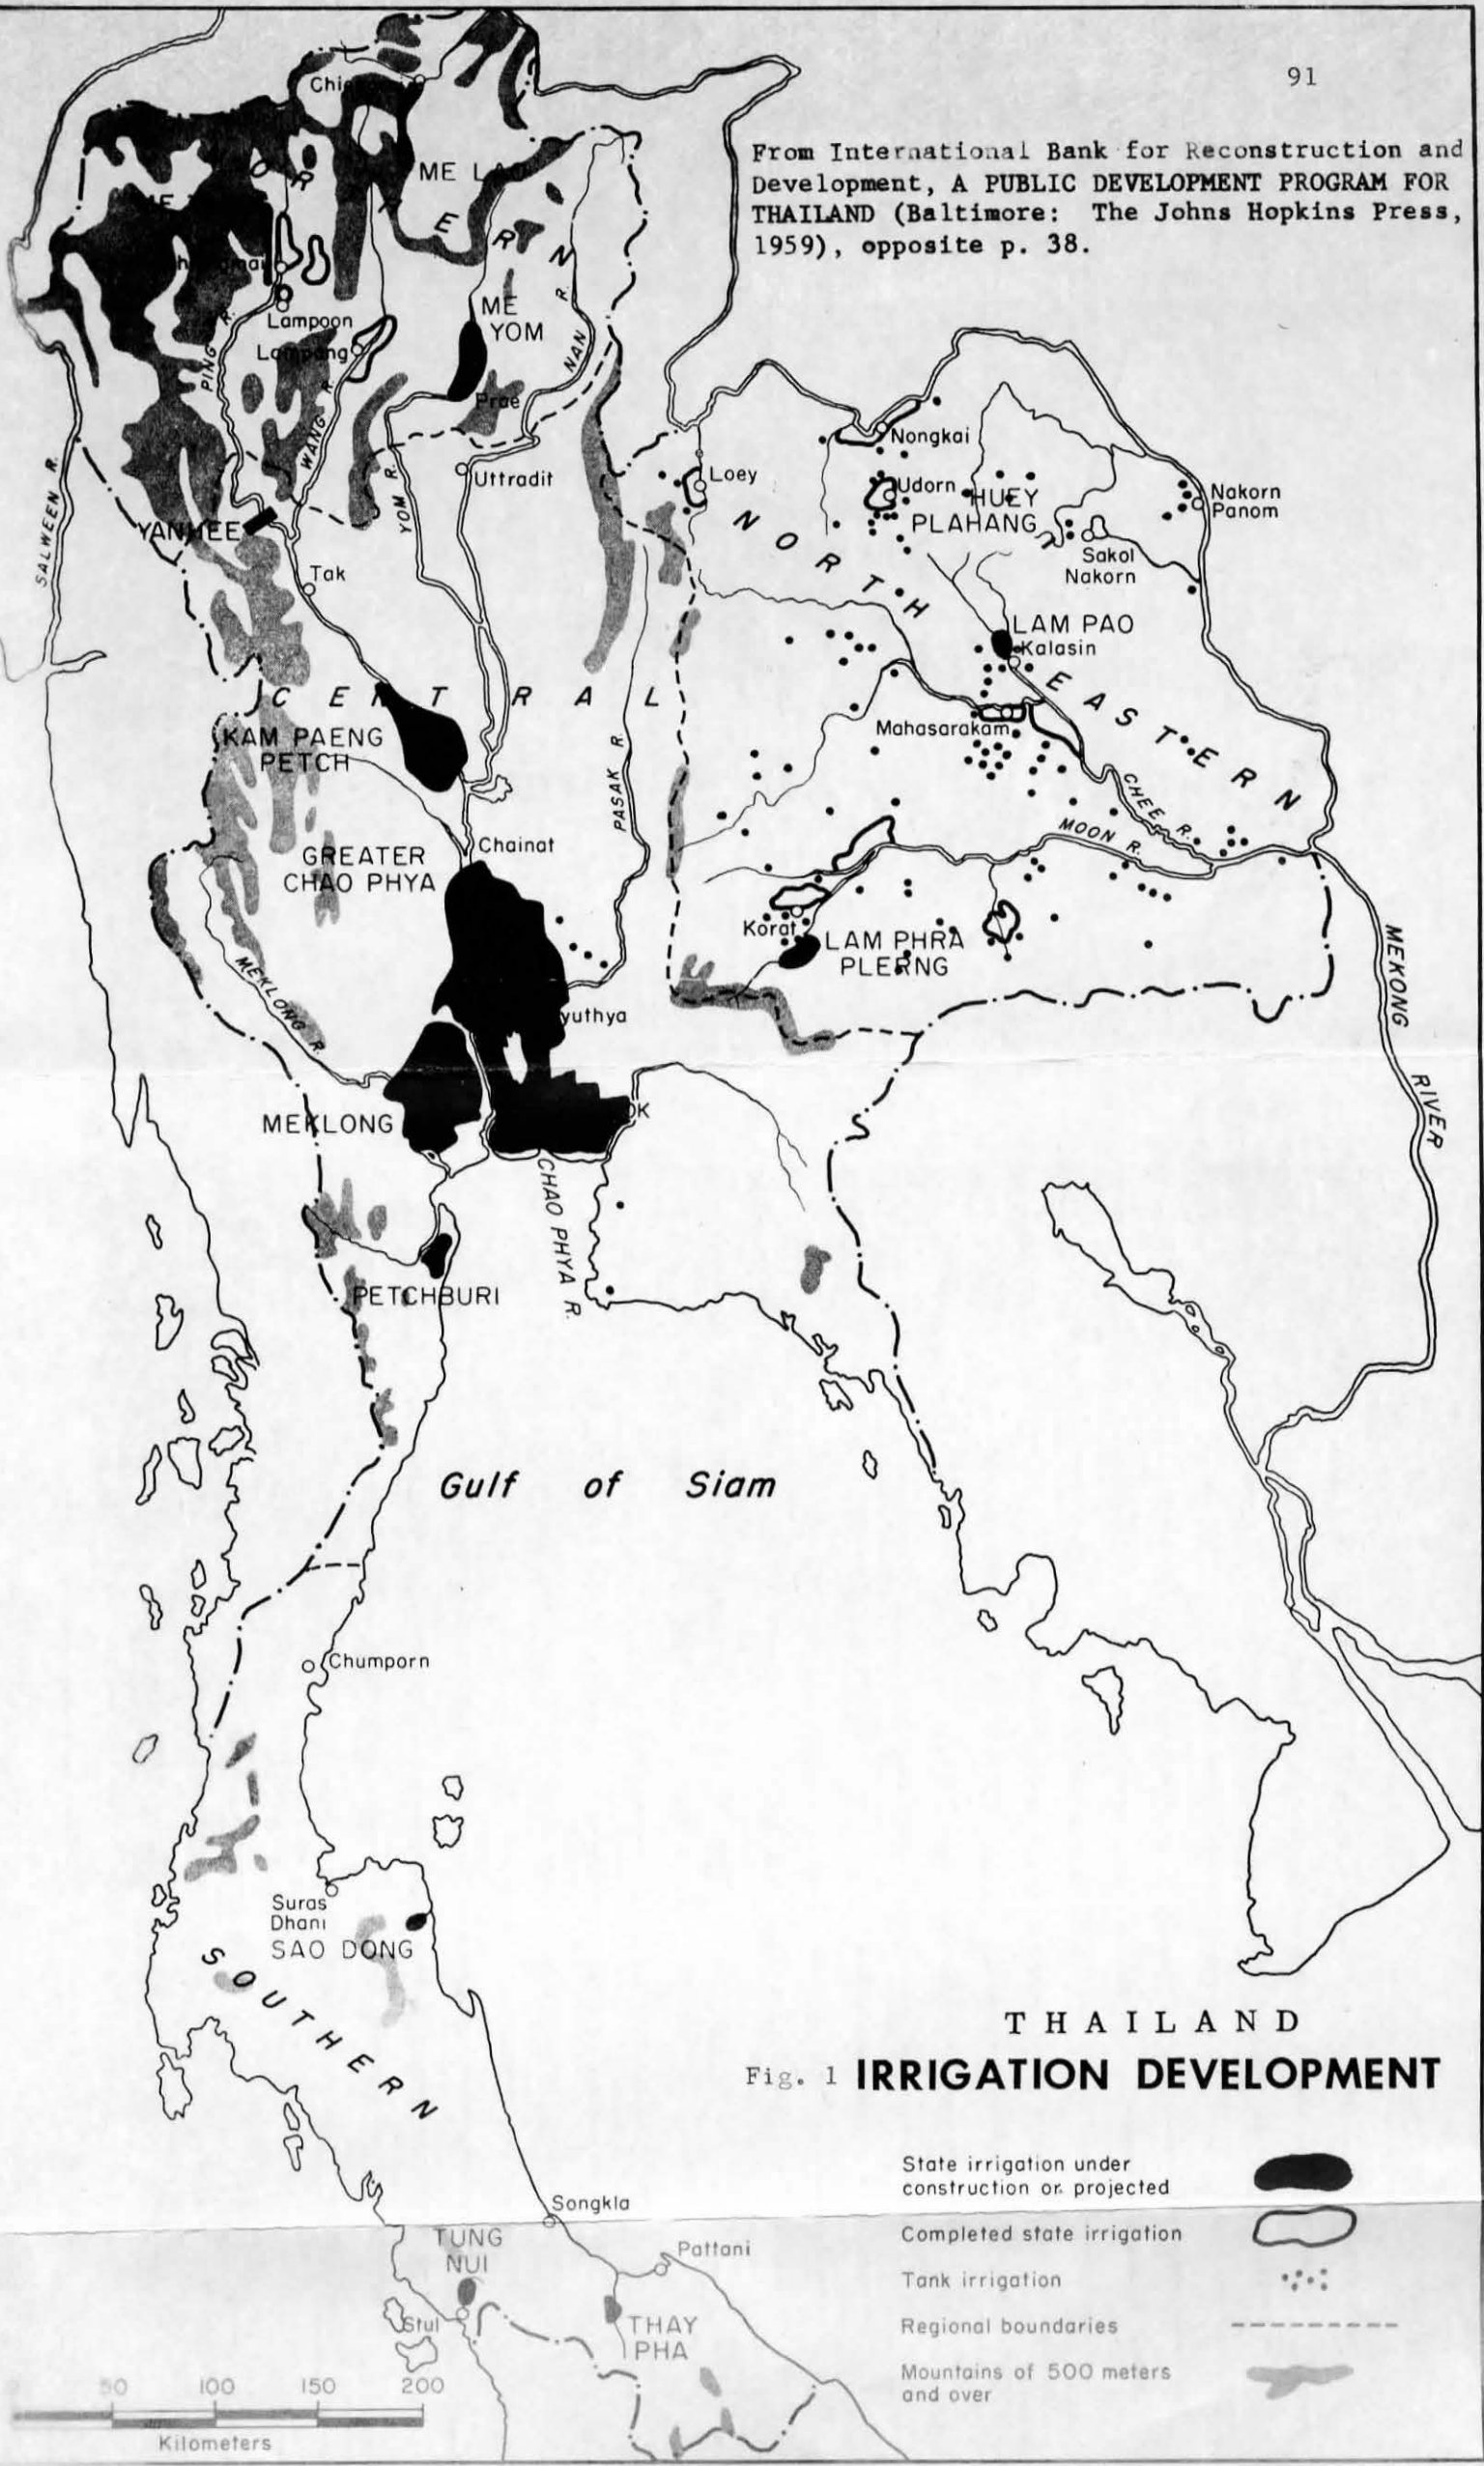 91
From International Bank for Reconstruction and
Development, A PUBLIC DEVELOPMENT PROGRAM FOR
THAILAND (Baltimore: The Johns Hopkins Press,
1959), opposite p. 38.
ME LAO
NORTHERN
Lampoon
Lampang
PING R.
WANG R.
ME
YOM
NAN R.
Prae
YOM R.
Uttradit
SALWEEN R.
YANHEE
Tak
Nongkai
Loey
Udorn
HUEY
PLAHANG
Nakorn
Panom
Sakol
Nakorn
NORTH EASTERN
LAM PAO
Kalasin
CENTRAL
KAM PAENG
PETCH
Mahasarakam
PASAK R.
CHEE R.
MOON R.
Chainat
GREATER
CHAO PHYA
Korat
LAM PHRA
PLERNG
MEKLONG R.
MEKONG RIVER
yuthya
MEKLONG
OK
CHAO PHYA R.
PETCHBURI
Gulf of Siam
Chumporn
Suras
Dhani
SAO DONG
SOUTHERN
THAILAND
Fig. 1 IRRIGATION DEVELOPMENT
State irrigation under
construction or projected
Completed state irrigation
Tank irrigation
Regional boundaries
Mountains of 500 meters
and over
Songkla
TUNG
NUI
Pattani
Stul
THAY
PHA
50 100 150 200
Kilometers